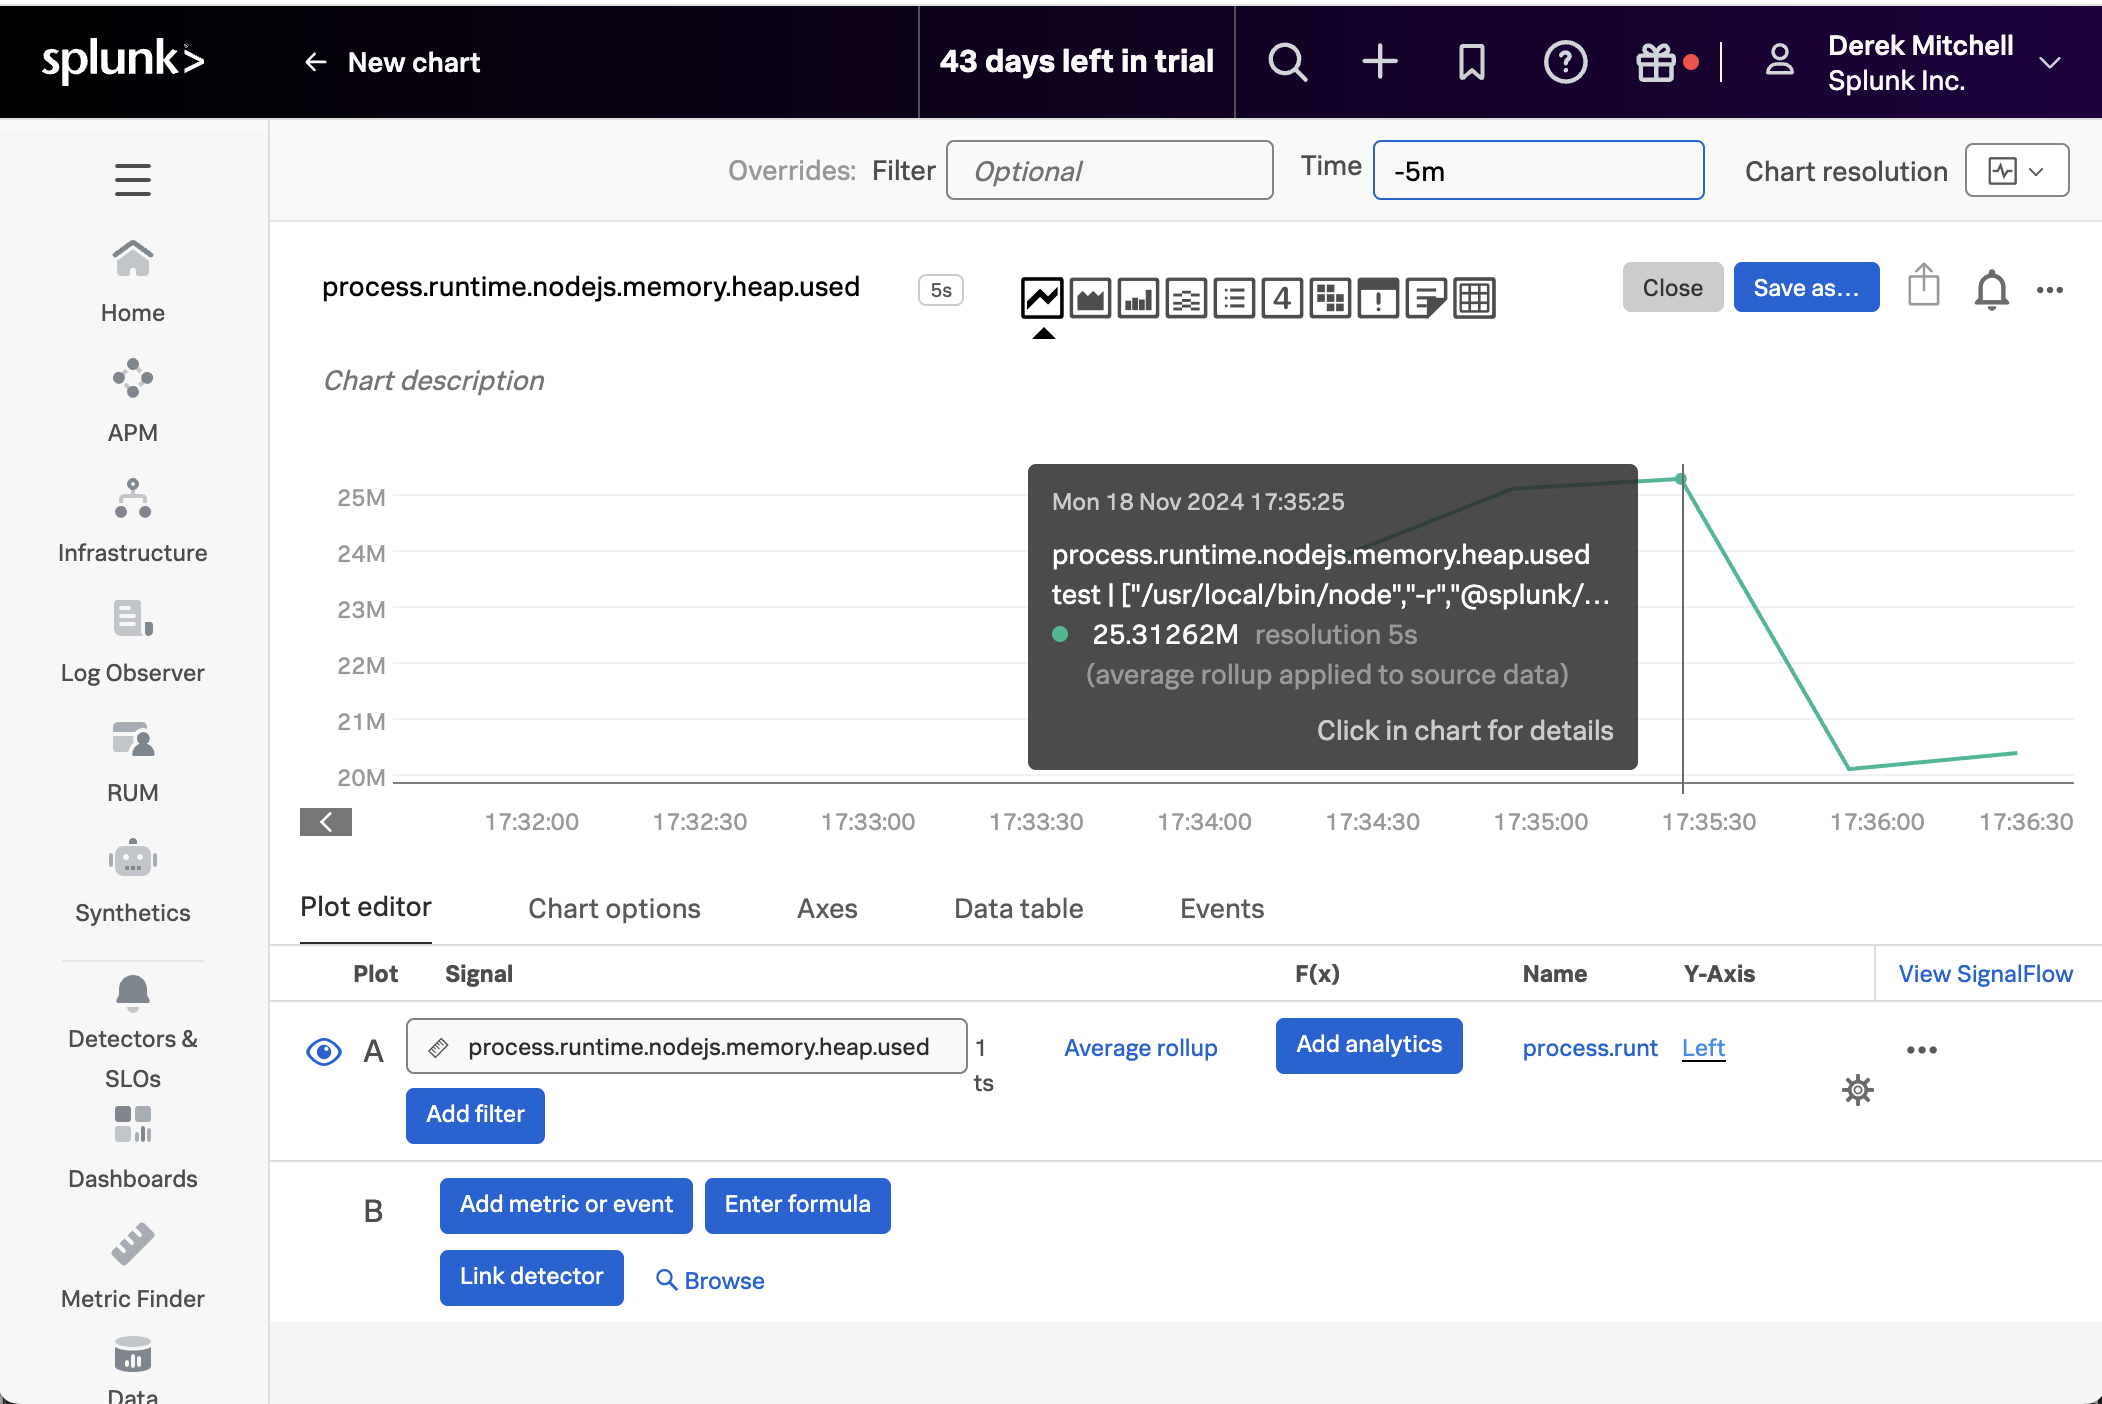 splunk>
New chart
43 days left in trial
Derek Mitchell
Splunk Inc.
Overrides: Filter Optional Time -5m Chart resolution
Home
APM
Infrastructure
Log Observer
RUM
Synthetics
Detectors &
SLOs
Dashboards
Metric Finder
Data
process.runtime.nodejs.memory.heap.used 5s
4
Close Save as...
Chart description
25M
24M
23M
22M
21M
20M
Mon 18 Nov 2024 17:35:25
process.runtime.nodejs.memory.heap.used
test | ["/usr/local/bin/node","-r","@splunk/...
25.31262M resolution 5s
(average rollup applied to source data)
Click in chart for details
17:32:00 17:32:30 17:33:00 17:33:30 17:34:00 17:34:30 17:35:00 17:35:30 17:36:00 17:36:30
Plot editor Chart options Axes Data table Events
Plot Signal F(x) Name Y-Axis View SignalFlow
A process.runtime.nodejs.memory.heap.used 1 Average rollup Add analytics process.runt Left
ts
Add filter
B Add metric or event Enter formula
Link detector Browse